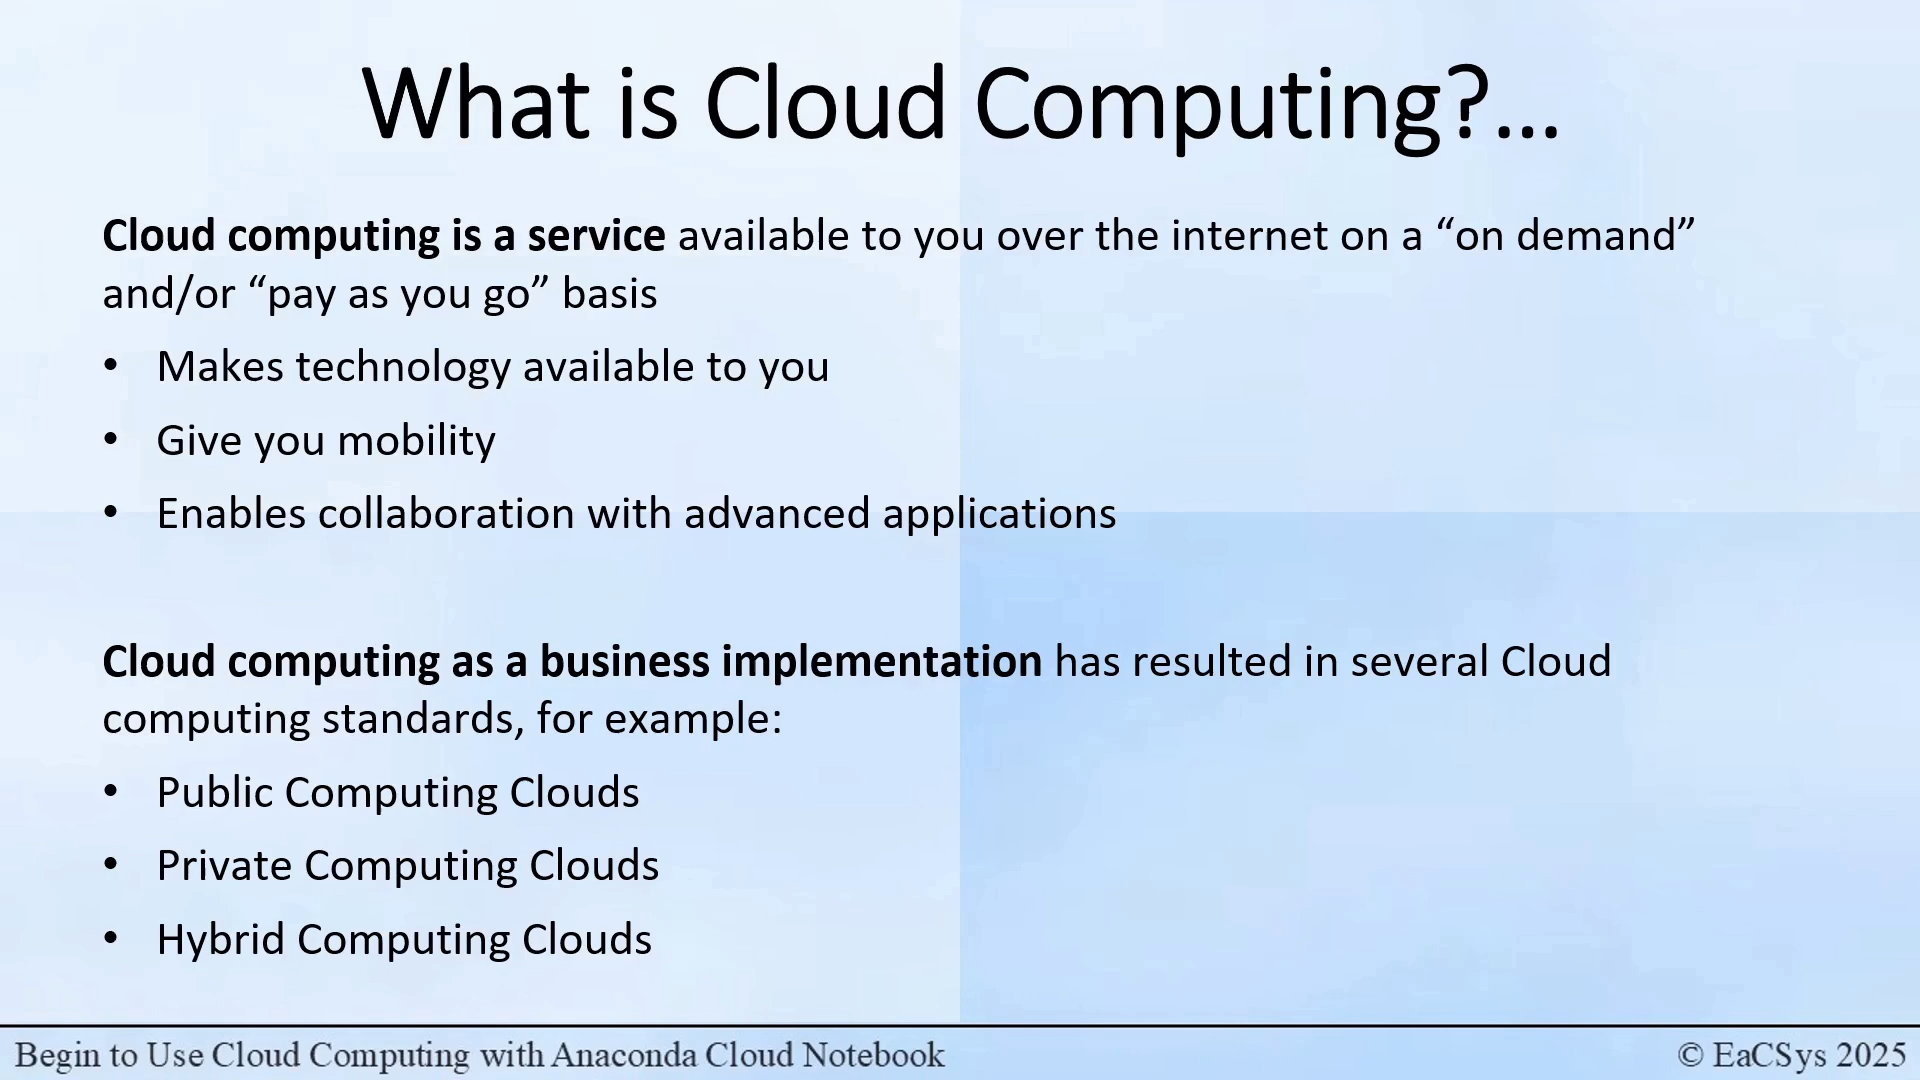 What is Cloud Computing?...
Cloud computing is a service available to you over the internet on a “on demand”
and/or “pay as you go” basis
• Makes technology available to you
• Give you mobility
• Enables collaboration with advanced applications
Cloud computing as a business implementation has resulted in several Cloud
computing standards, for example:
• Public Computing Clouds
• Private Computing Clouds
• Hybrid Computing Clouds
Begin to Use Cloud Computing with Anaconda Cloud Notebook
© EaCSys 2025